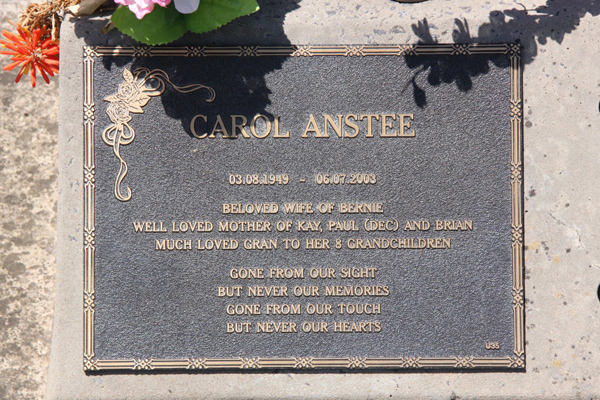 CAROL ANSTEE
03.08.1949 - 06.07.2003
BELOVED WIFE OF BERNIE
WELL LOVED MOTHER OF KAY, PAUL (DEC) AND BRIAN
MUCH LOVED GRAN TO HER 8 GRANDCHILDREN
GONE FROM OUR SIGHT
BUT NEVER OUR MEMORIES
GONE FROM OUR TOUCH
BUT NEVER OUR HEARTS
U35